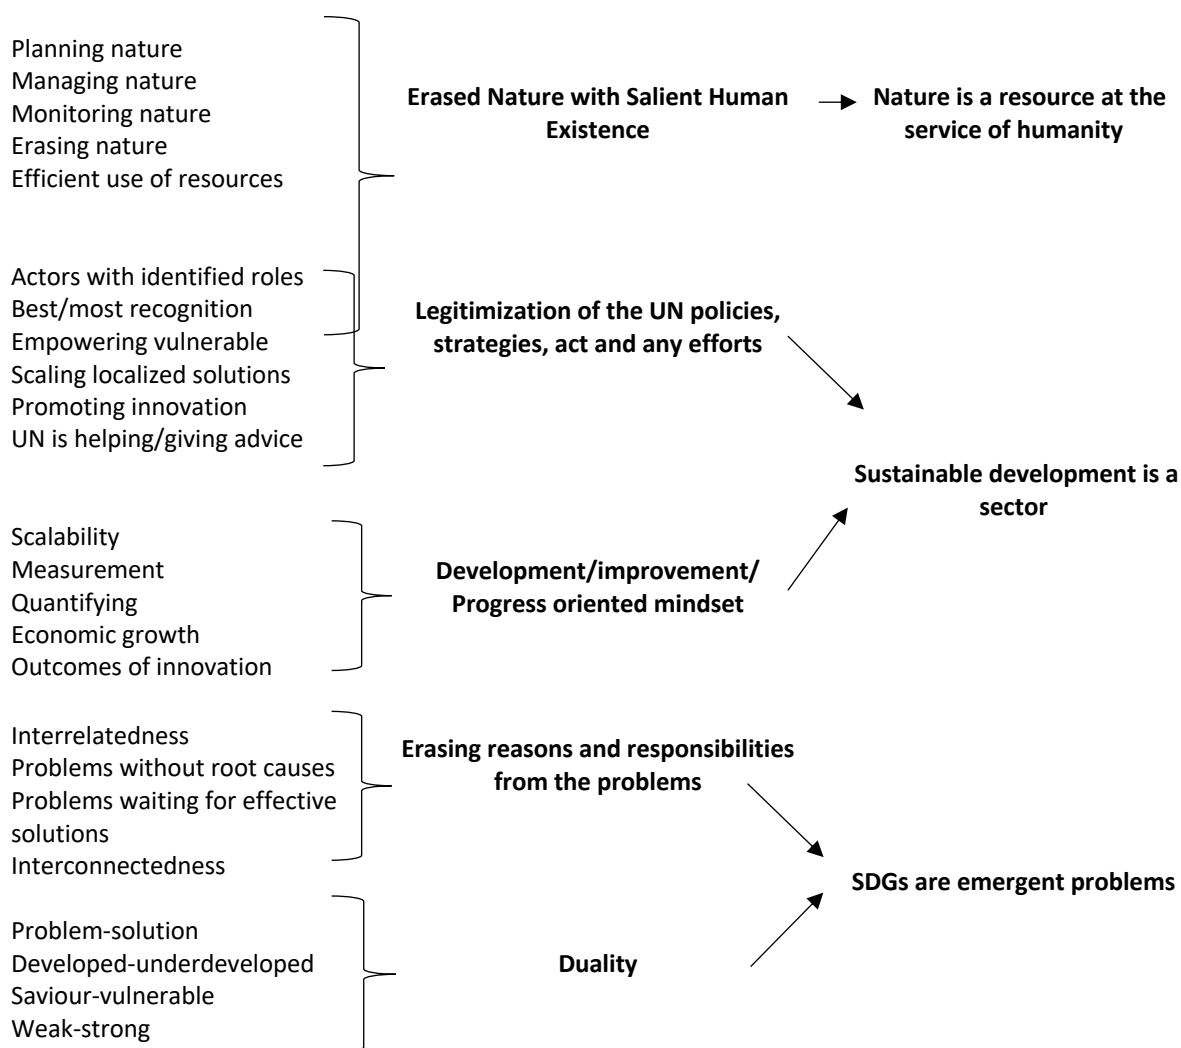 Planning nature
Managing nature
Monitoring nature
Erasing nature
Efficient use of resources
Erased Nature with Salient Human
Existence
Nature is a resource at the
service of humanity
Actors with identified roles
Best/most recognition
Empowering vulnerable
Scaling localized solutions
Promoting innovation
UN is helping/giving advice
Legitimization of the UN policies,
strategies, act and any efforts
Sustainable development is a
sector
Scalability
Measurement
Quantifying
Economic growth
Outcomes of innovation
Development/improvement/
Progress oriented mindset
Interrelatedness
Problems without root causes
Problems waiting for effective
solutions
Interconnectedness
Erasing reasons and responsibilities
from the problems
SDGs are emergent problems
Problem-solution
Developed-underdeveloped
Saviour-vulnerable
Weak-strong
Duality